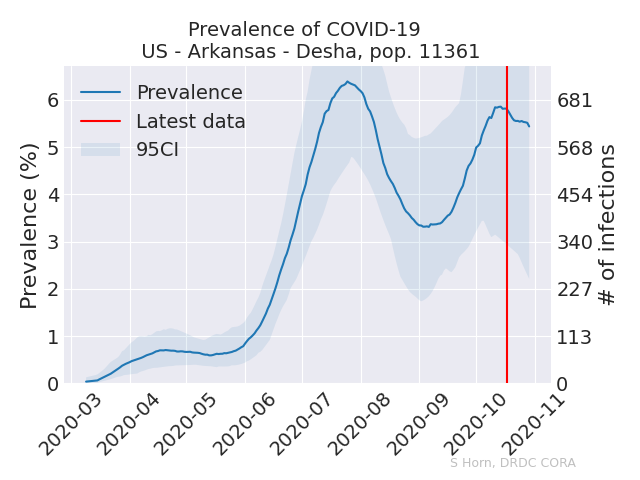 Prevalence of COVID-19
US - Arkansas - Desha, pop. 11361
Prevalence
Latest data
95CI
Prevalence (%)
6
5
4
3
2
1
0
681
568
454
340
227
113
0
# of infections
2020-03
2020-04
2020-05
2020-06
2020-07
2020-08
2020-09
2020-10
2020-11
S Horn, DRDC CORA